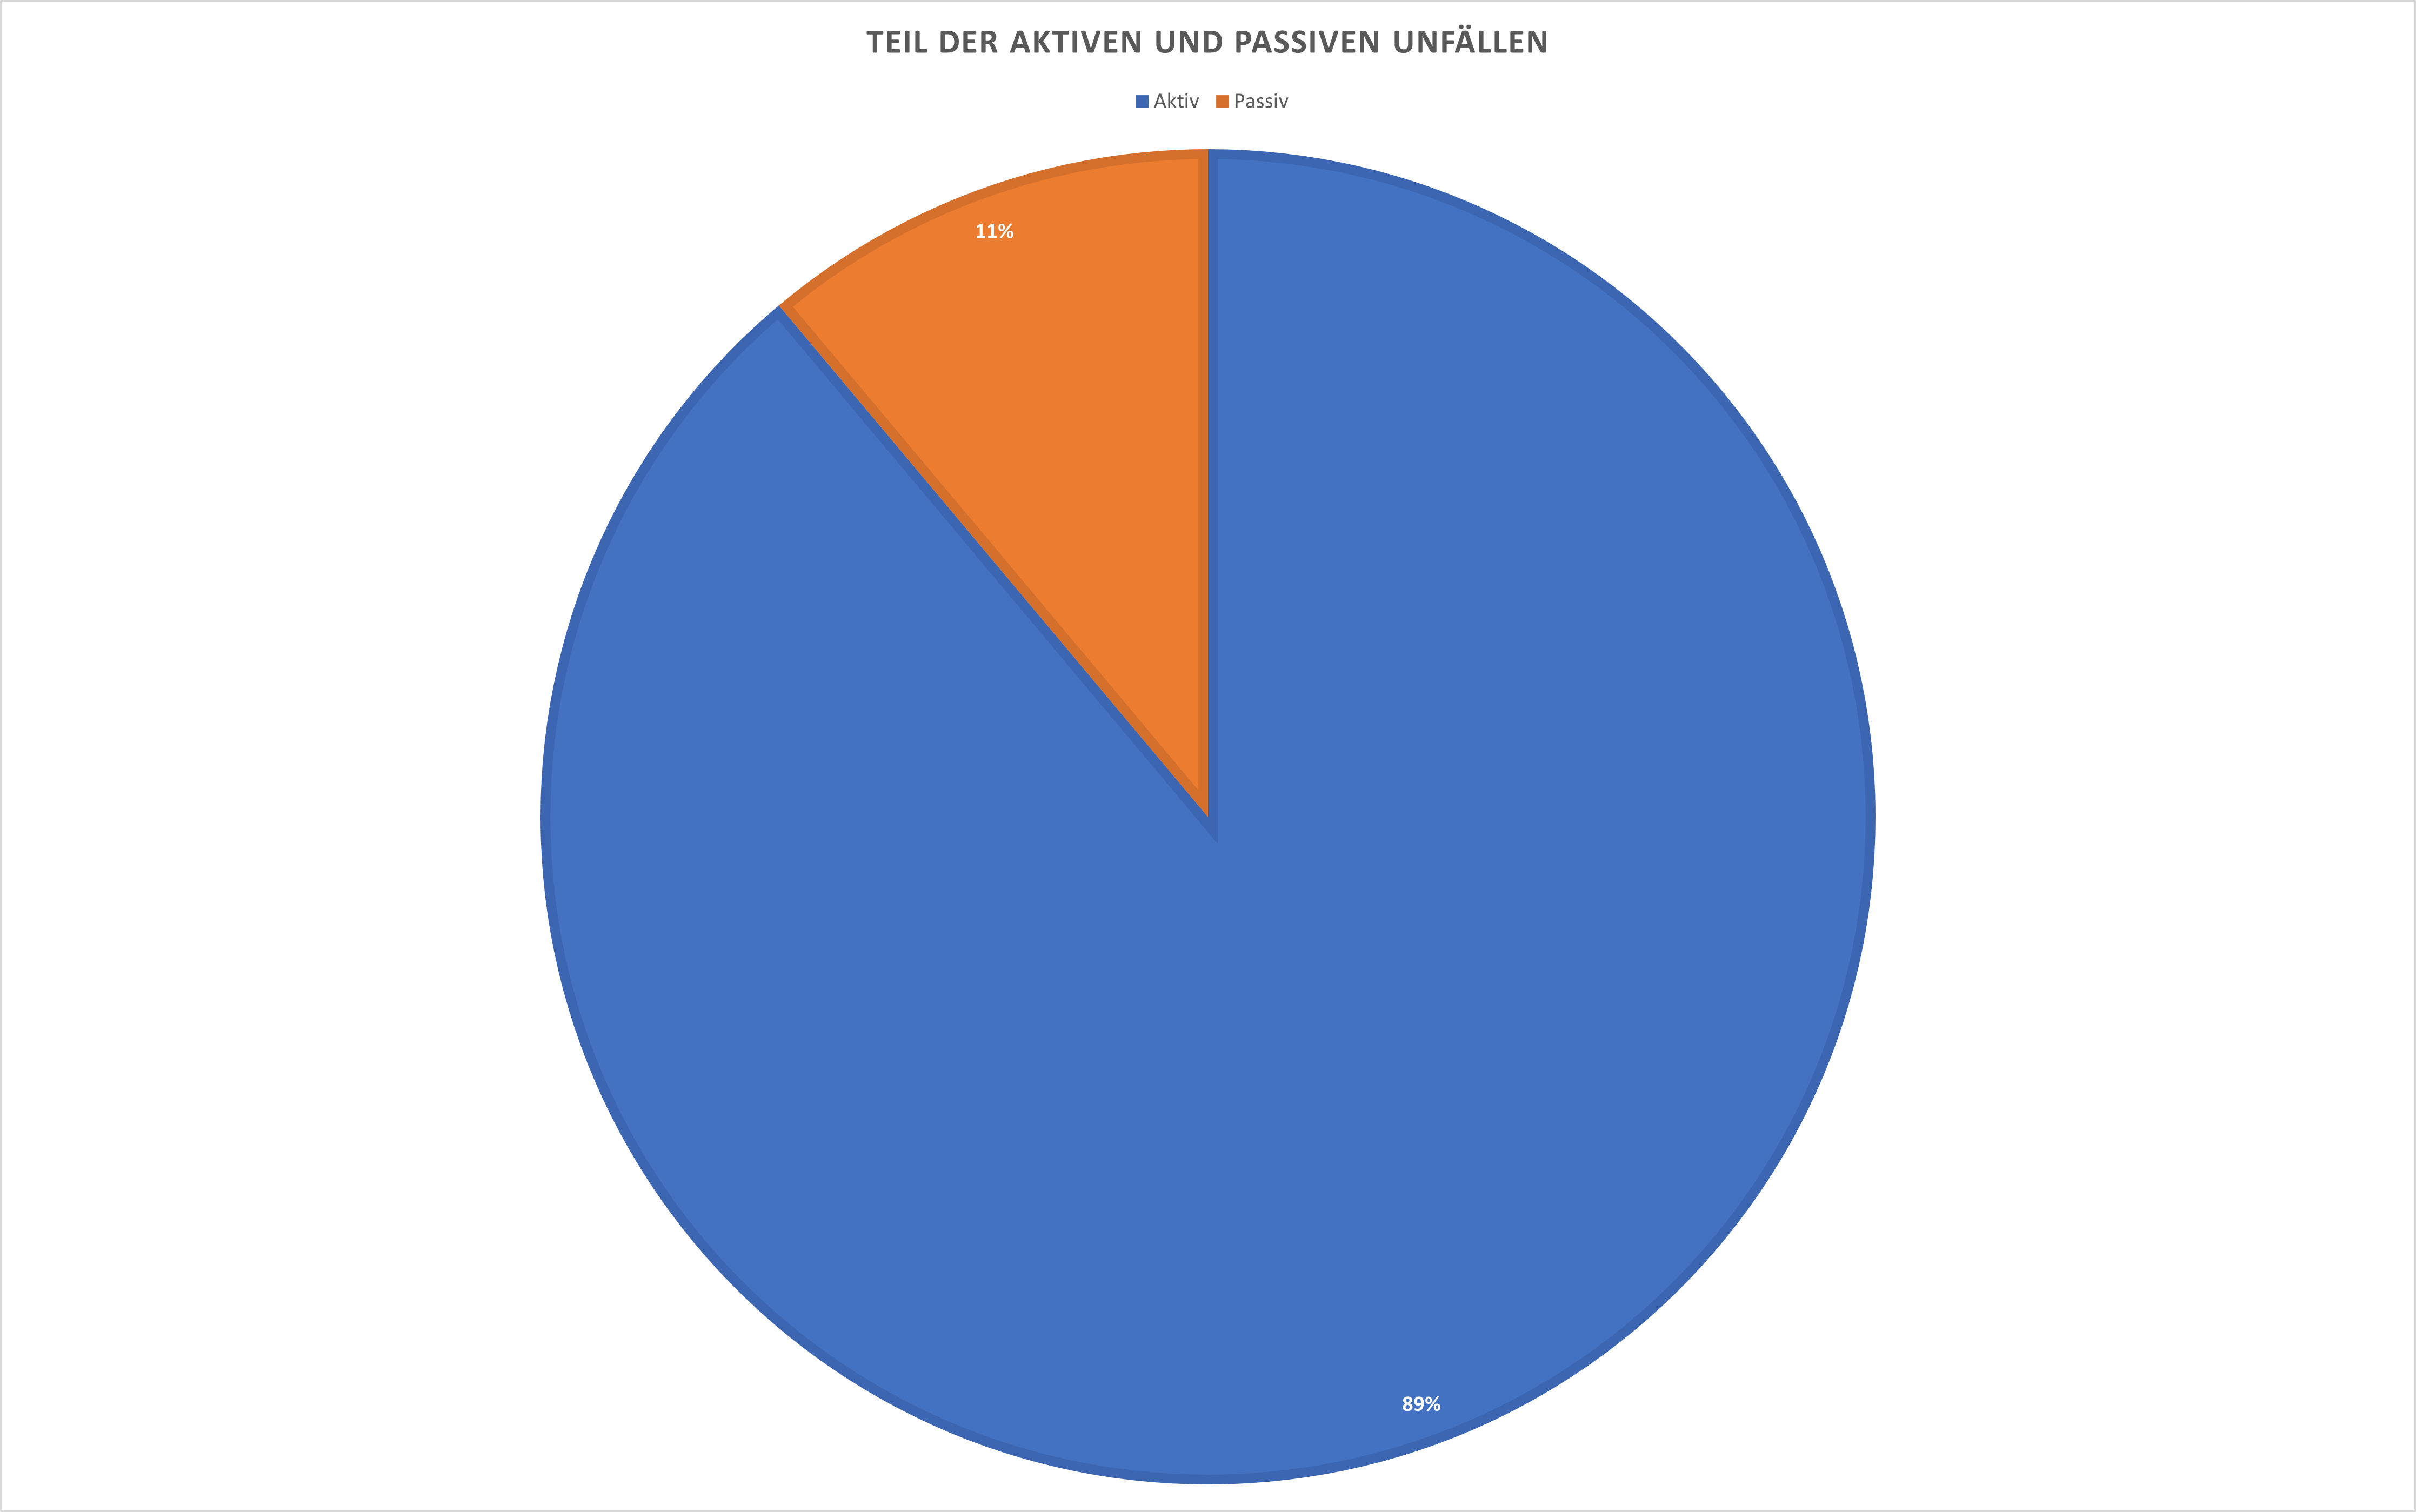 TEIL DER AKTIVEN UND PASSIVEN UNFÄLLEN
Aktiv Passiv
11%
89%